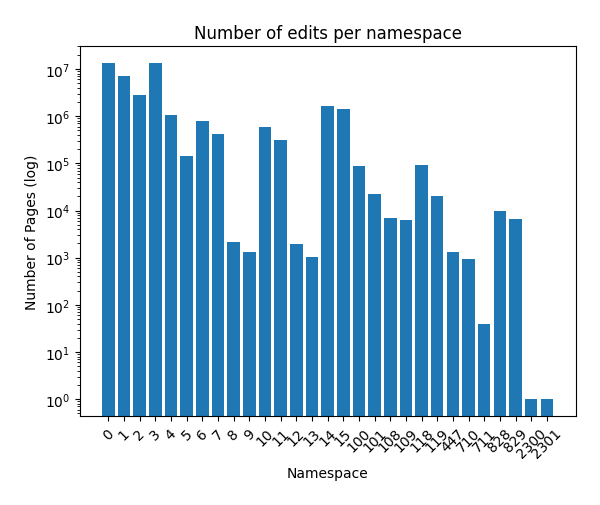 Number of edits per namespace
Number of Pages (log)
10⁷
10⁶
10⁵
10⁴
10³
10²
10¹
10⁰
0 1 2 3 4 5 6 7 8 9 10 11 12 13 14 15 100 101 108 109 118 119 447 710 711 828 829 2300 2301
Namespace